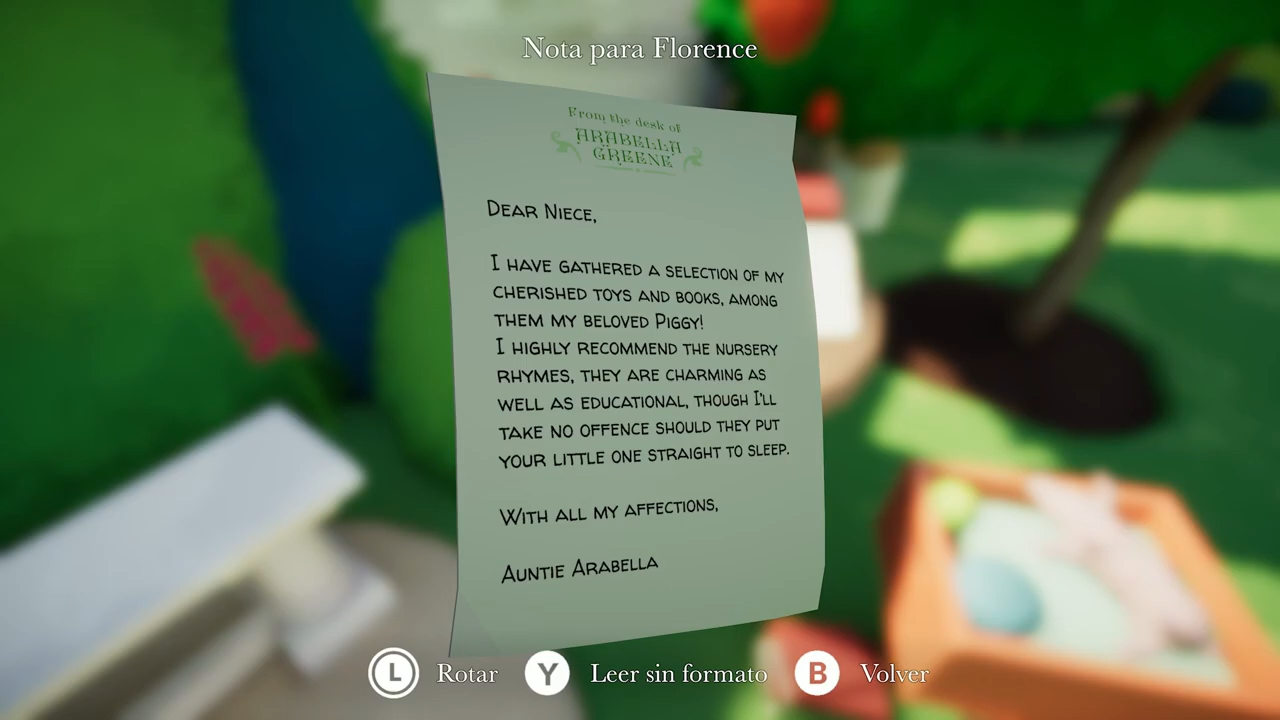 Nota para Florence
From the desk of
ARABELLA
GREENE
DEAR NIECE,
I HAVE GATHERED A SELECTION OF MY
CHERISHED TOYS AND BOOKS, AMONG
THEM MY BELOVED PIGGY!
I HIGHLY RECOMMEND THE NURSERY
RHYMES, THEY ARE CHARMING AS
WELL AS EDUCATIONAL, THOUGH I'LL
TAKE NO OFFENCE SHOULD THEY PUT
YOUR LITTLE ONE STRAIGHT TO SLEEP.
WITH ALL MY AFFECTIONS,
AUNTIE ARABELLA
L Rotar Y Leer sin formato B Volver